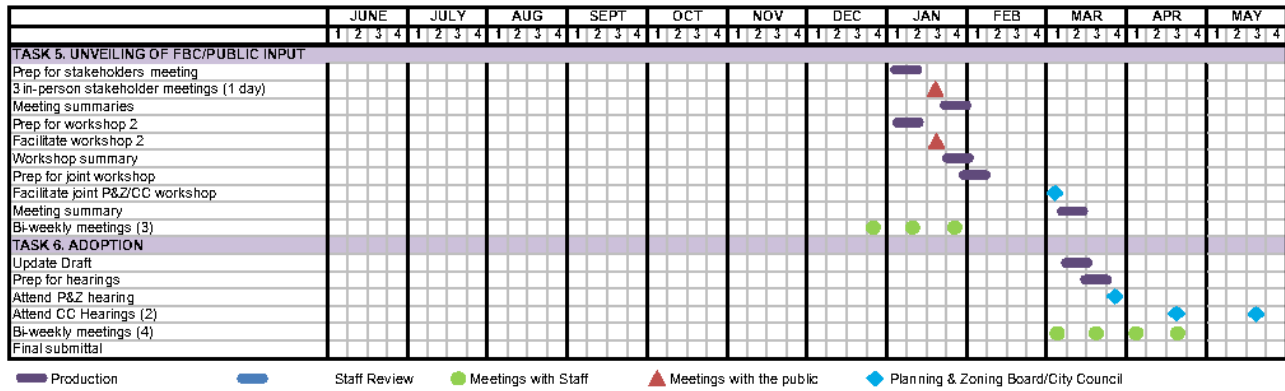 JUNE JULY AUG SEPT OCT NOV DEC JAN FEB MAR APR MAY
1 2 3 4 1 2 3 4 1 2 3 4 1 2 3 4 1 2 3 4 1 2 3 4 1 2 3 4 1 2 3 4 1 2 3 4 1 2 3 4 1 2 3 4 1 2 3 4
TASK 5. UNVEILING OF FBC/PUBLIC INPUT
Prep for stakeholders meeting
3 in-person stakeholder meetings (1 day)
Meeting summaries
Prep for workshop 2
Facilitate workshop 2
Workshop summary
Prep for joint workshop
Facilitate joint P&Z/CC workshop
Meeting summary
Bi-weekly meetings (3)
TASK 6. ADOPTION
Update Draft
Prep for hearings
Attend P&Z hearing
Attend CC Hearings (2)
Bi-weekly meetings (4)
Final submittal
Production Staff Review Meetings with Staff Meetings with the public Planning & Zoning Board/City Council